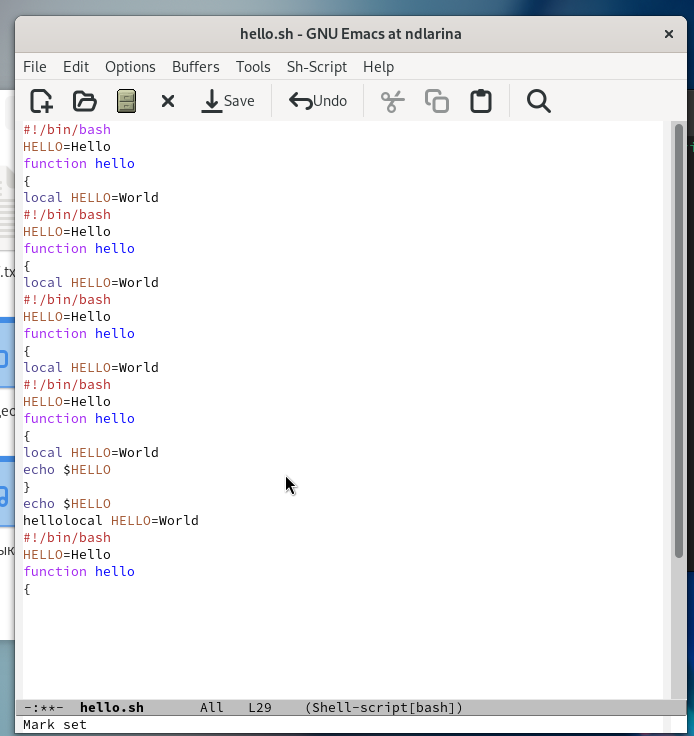 hello.sh - GNU Emacs at ndlarina
File Edit Options Buffers Tools Sh-Script Help
Save Undo
#!/bin/bash
HELLO=Hello
function hello
{
local HELLO=World
#!/bin/bash
HELLO=Hello
function hello
{
local HELLO=World
#!/bin/bash
HELLO=Hello
function hello
{
local HELLO=World
#!/bin/bash
HELLO=Hello
function hello
{
local HELLO=World
echo $HELLO
}
echo $HELLO
hellolocal HELLO=World
#!/bin/bash
HELLO=Hello
function hello
{
-:**- hello.sh All L29 (Shell-script[bash])
Mark set